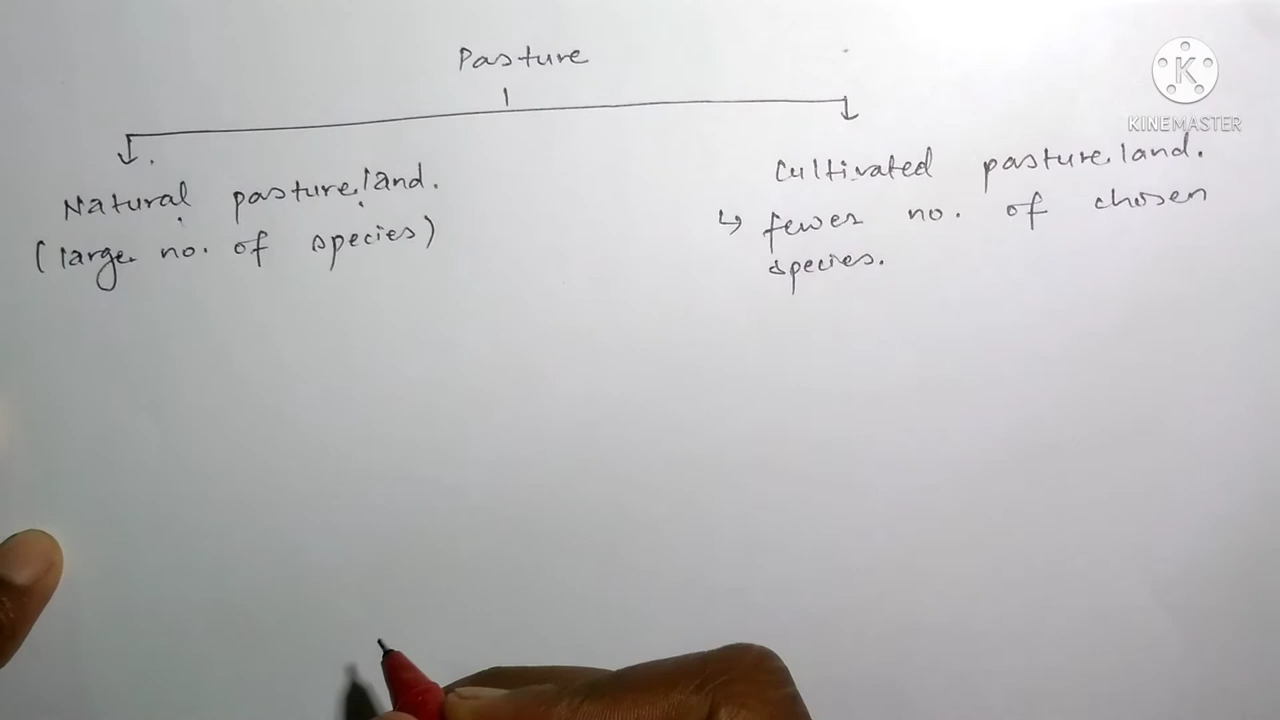 Pasture
Natural pasture land.
(large no. of species)
Cultivated pasture land.
↳ fewer no. of chosen
species.
K
KINEMASTER